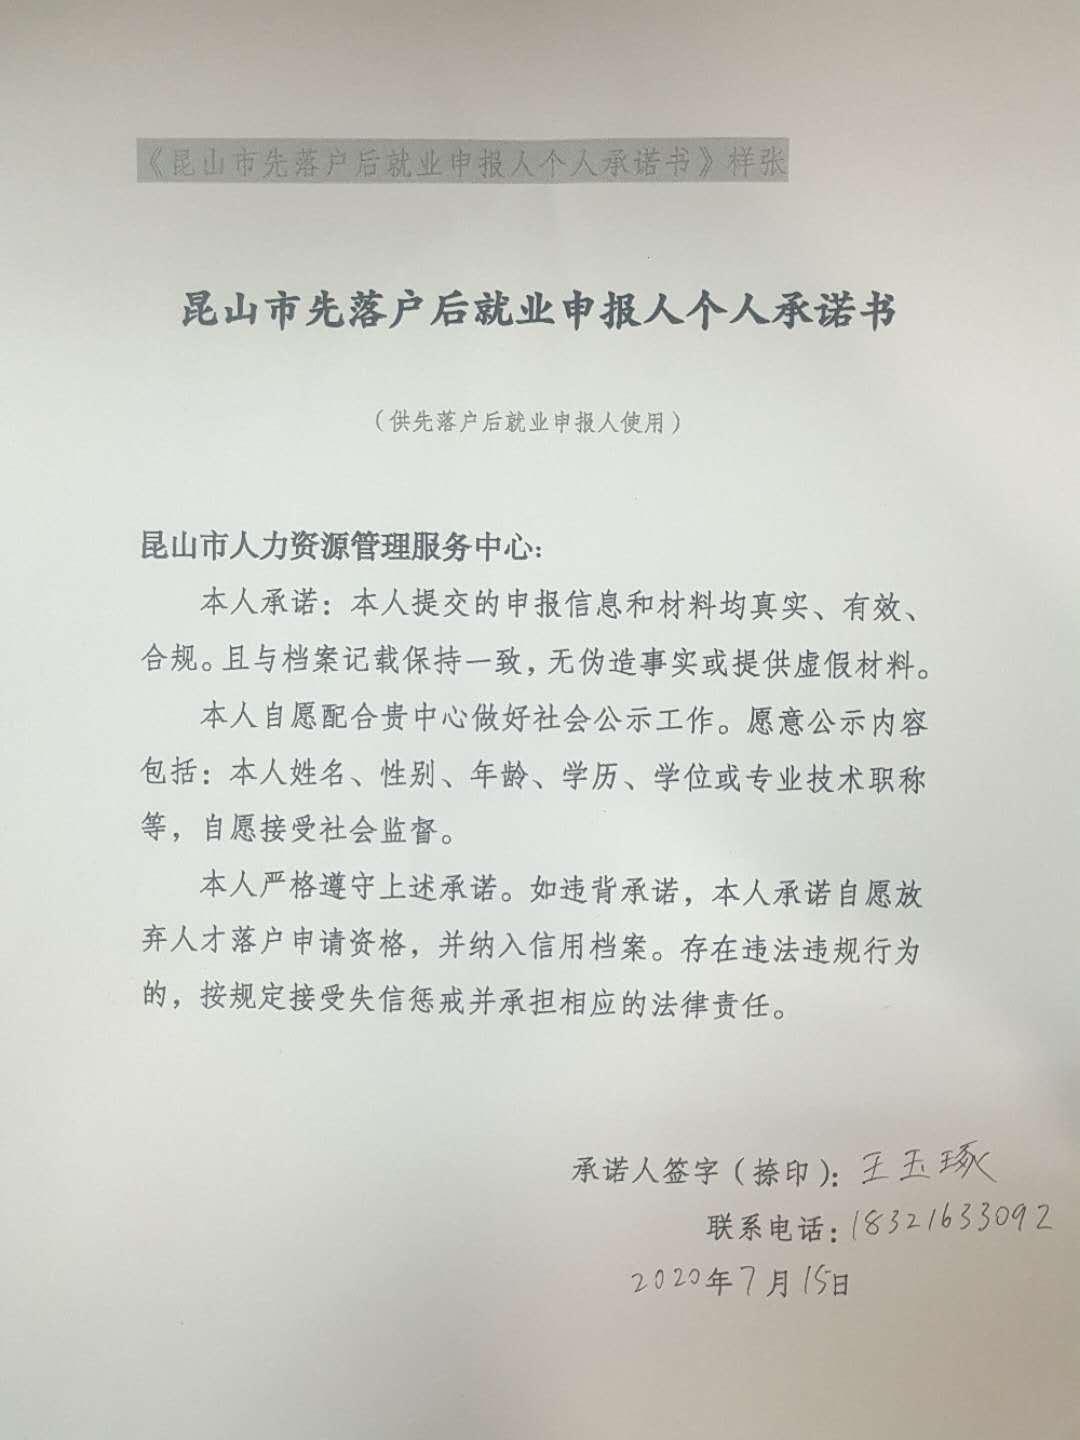 《昆山市先落户后就业申报人个人承诺书》样张
昆山市先落户后就业申报人个人承诺书
（供先落户后就业申报人使用）
昆山市人力资源管理服务中心：
本人承诺：本人提交的申报信息和材料均真实、有效、
合规。且与档案记载保持一致，无伪造事实或提供虚假材料。
本人自愿配合贵中心做好社会公示工作。愿意公示内容
包括：本人姓名、性别、年龄、学历、学位或专业技术职称
等，自愿接受社会监督。
本人严格遵守上述承诺。如违背承诺，本人承诺自愿放
弃人才落户申请资格，并纳入信用档案。存在违法违规行为
的，按规定接受失信惩戒并承担相应的法律责任。
承诺人签字（捺印）：王玉琢
联系电话：18321633092
2020年7月15日